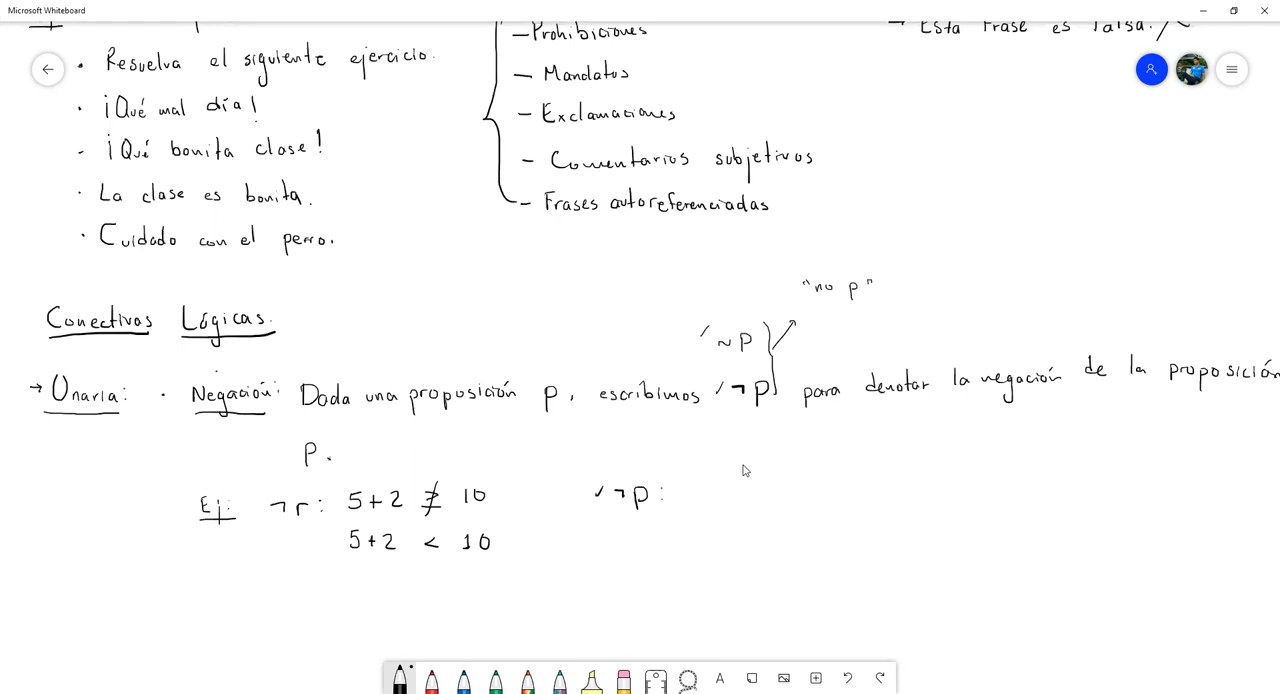 Microsoft Whiteboard
· Resuelva el siguiente ejercicio.
· ¡Qué mal día!
- ¡Qué bonita clase!
· La clase es bonita.
· Cuidado con el perro.
- Prohibiciones
- Mandatos
- Exclamaciones
- Comentarios subjetivos
- Frases autoreferenciadas
→ Esta frase es falsa.
Conectivas Lógicas.
"no p"
~p
→ Unaria: · Negación: Dada una proposición p, escribimos ¬p para denotar la negación de la proposición
p.
Ej: ¬r: 5+2 ≱ 10 ¬p:
5+2 < 10